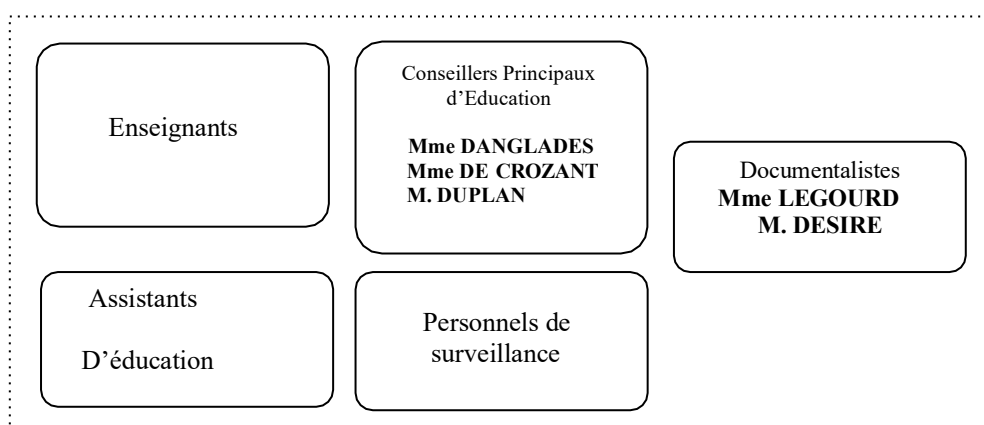 Enseignants
Conseillers Principaux
d’Education
Mme DANGLADES
Mme DE CROZANT
M. DUPLAN
Documentalistes
Mme LEGOURD
M. DESIRE
Assistants
D’éducation
Personnels de
surveillance